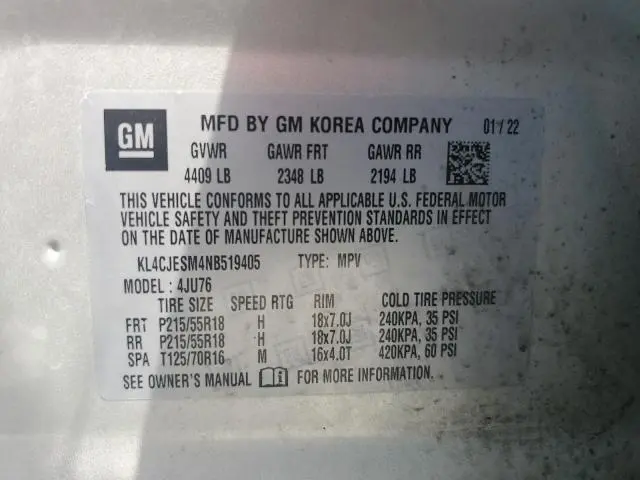 GM MFD BY GM KOREA COMPANY 01/22
GVWR GAWR FRT GAWR RR
4409 LB 2348 LB 2194 LB
THIS VEHICLE CONFORMS TO ALL APPLICABLE U.S. FEDERAL MOTOR
VEHICLE SAFETY AND THEFT PREVENTION STANDARDS IN EFFECT
ON THE DATE OF MANUFACTURE SHOWN ABOVE.
KL4CJESM4NB519405 TYPE: MPV
MODEL: 4JU76
TIRE SIZE SPEED RTG RIM COLD TIRE PRESSURE
FRT P215/55R18 H 18x7.0J 240KPA, 35 PSI
RR P215/55R18 H 18x7.0J 240KPA, 35 PSI
SPA T125/70R16 M 16x4.0T 420KPA, 60 PSI
SEE OWNER'S MANUAL FOR MORE INFORMATION.